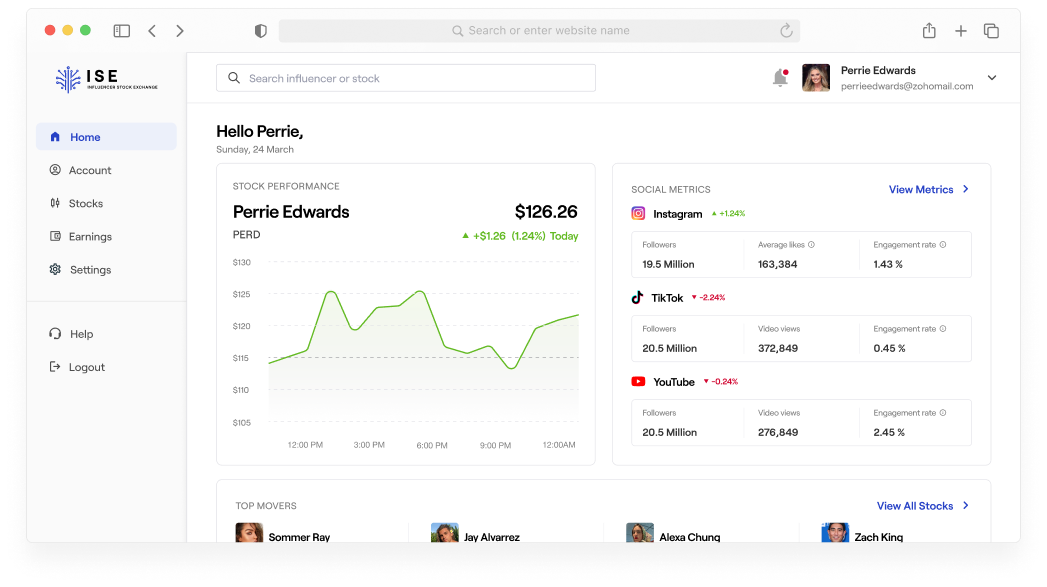 Search or enter website name
ISE
INFLUENCER STOCK EXCHANGE
Home
Account
Stocks
Earnings
Settings
Help
Logout
Search influencer or stock
Perrie Edwards
perrieedwards@zohomail.com
Hello Perrie,
Sunday, 24 March
STOCK PERFORMANCE
Perrie Edwards $126.26
PERD +$1.26 (1.24%) Today
$130
$125
$120
$115
$110
$105
12:00 PM 3:00 PM 6:00 PM 9:00 PM 12:00AM
SOCIAL METRICS View Metrics
Instagram +1.24%
Followers Average likes Engagement rate
19.5 Million 163,384 1.43 %
TikTok -2.24%
Followers Video views Engagement rate
20.5 Million 372,849 0.45 %
YouTube -0.24%
Followers Video views Engagement rate
20.5 Million 276,849 2.45 %
TOP MOVERS View All Stocks
Sommer Ray Jay Alvarrez Alexa Chung Zach King